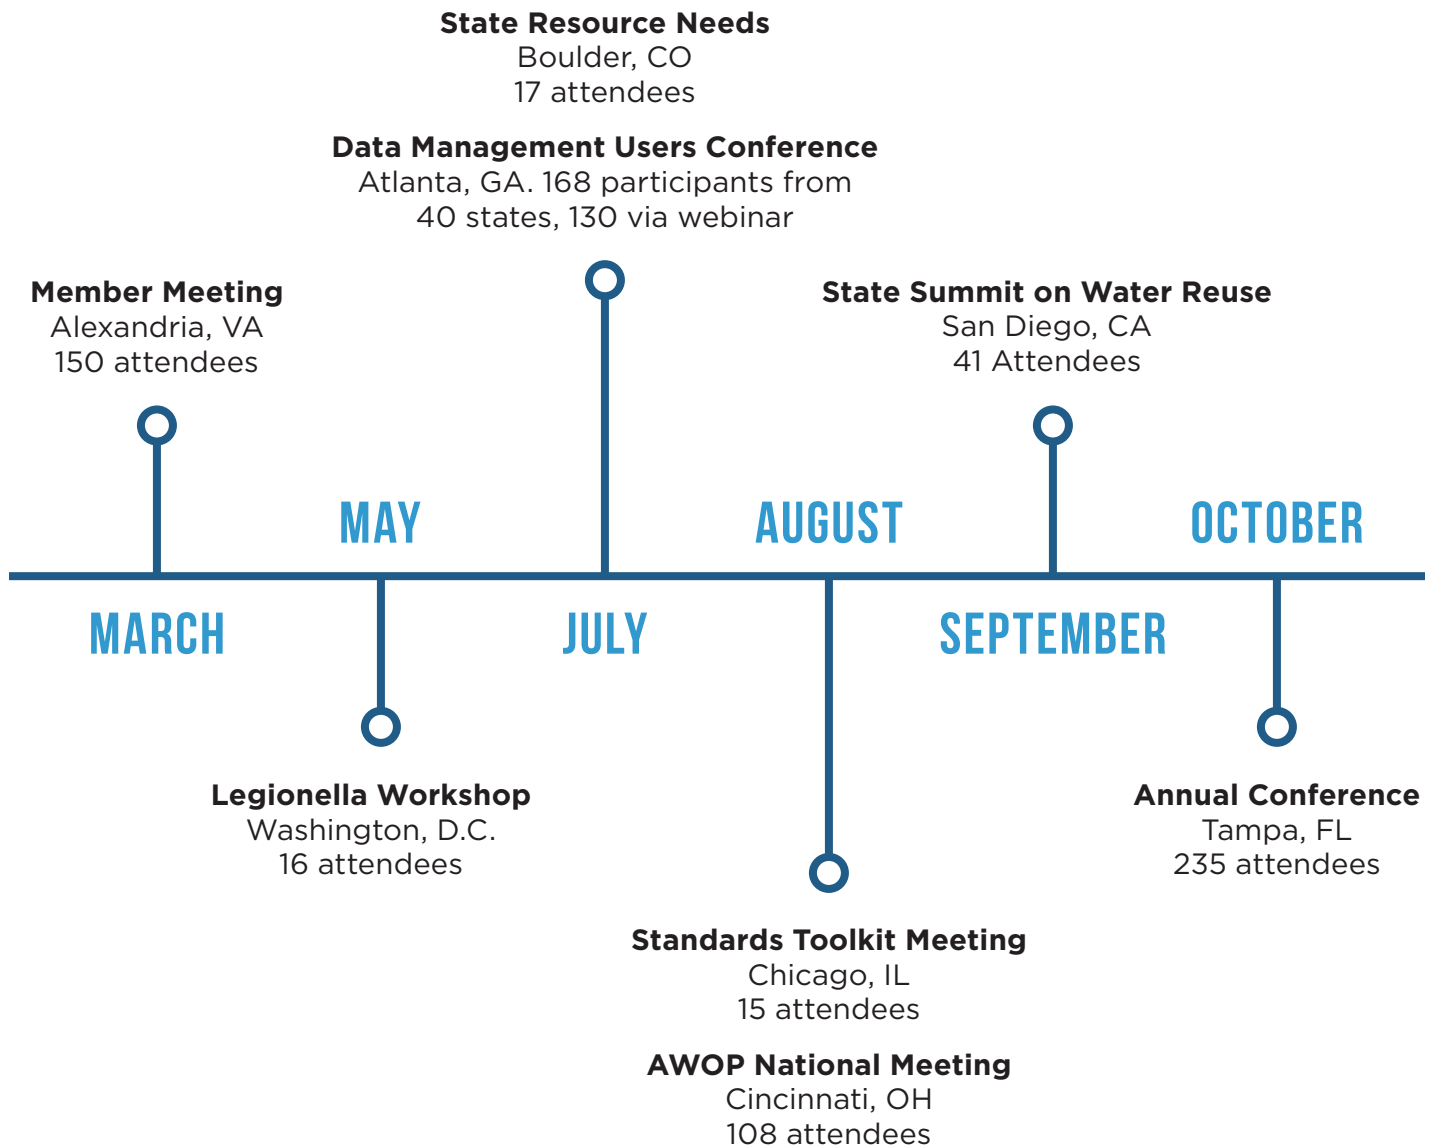 State Resource Needs
Boulder, CO
17 attendees
Data Management Users Conference
Atlanta, GA. 168 participants from
40 states, 130 via webinar
Member Meeting
Alexandria, VA
150 attendees
State Summit on Water Reuse
San Diego, CA
41 Attendees
MAY
AUGUST
OCTOBER
MARCH
JULY
SEPTEMBER
Legionella Workshop
Washington, D.C.
16 attendees
Annual Conference
Tampa, FL
235 attendees
Standards Toolkit Meeting
Chicago, IL
15 attendees
AWOP National Meeting
Cincinnati, OH
108 attendees